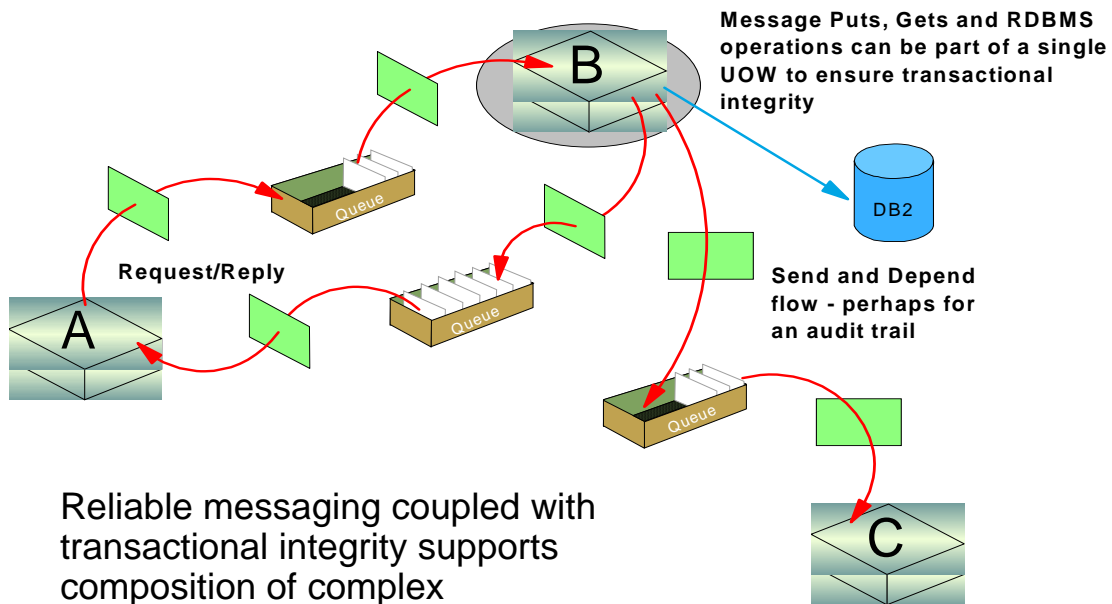 Message Puts, Gets and RDBMS
operations can be part of a single
UOW to ensure transactional
integrity
B
Queue
DB2
Queue
Request/Reply
Send and Depend
flow - perhaps for
an audit trail
A
Queue
C
Reliable messaging coupled with
transactional integrity supports
composition of complex